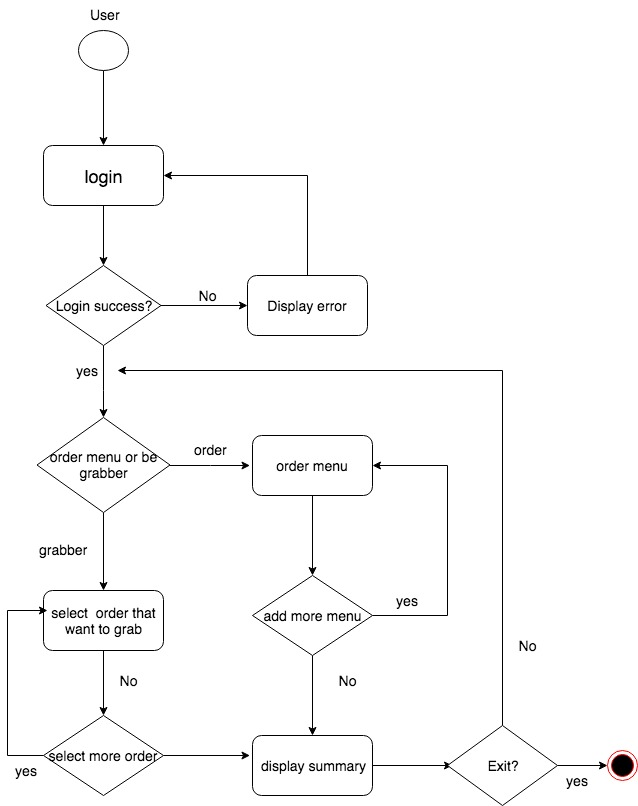 User
login
Login success?
No
Display error
yes
order menu or be
grabber
order
order menu
grabber
select  order that
want to grab
add more menu
yes
No
No
No
select more order
yes
display summary
Exit?
yes